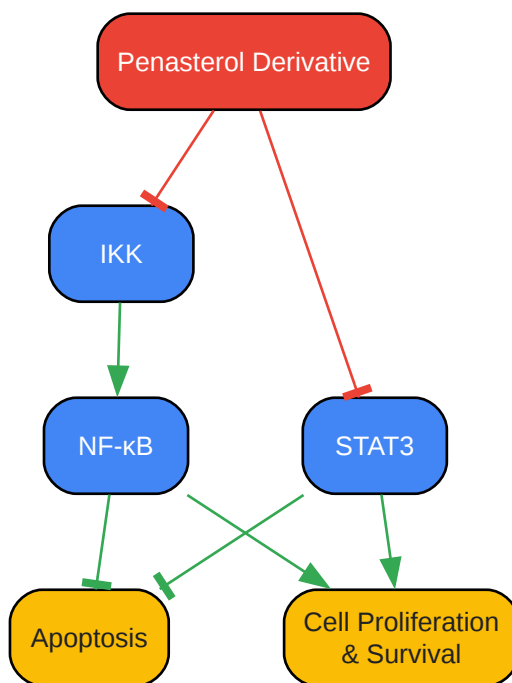 Penasterol Derivative
IKK
NF-κB
STAT3
Apoptosis
Cell Proliferation
& Survival